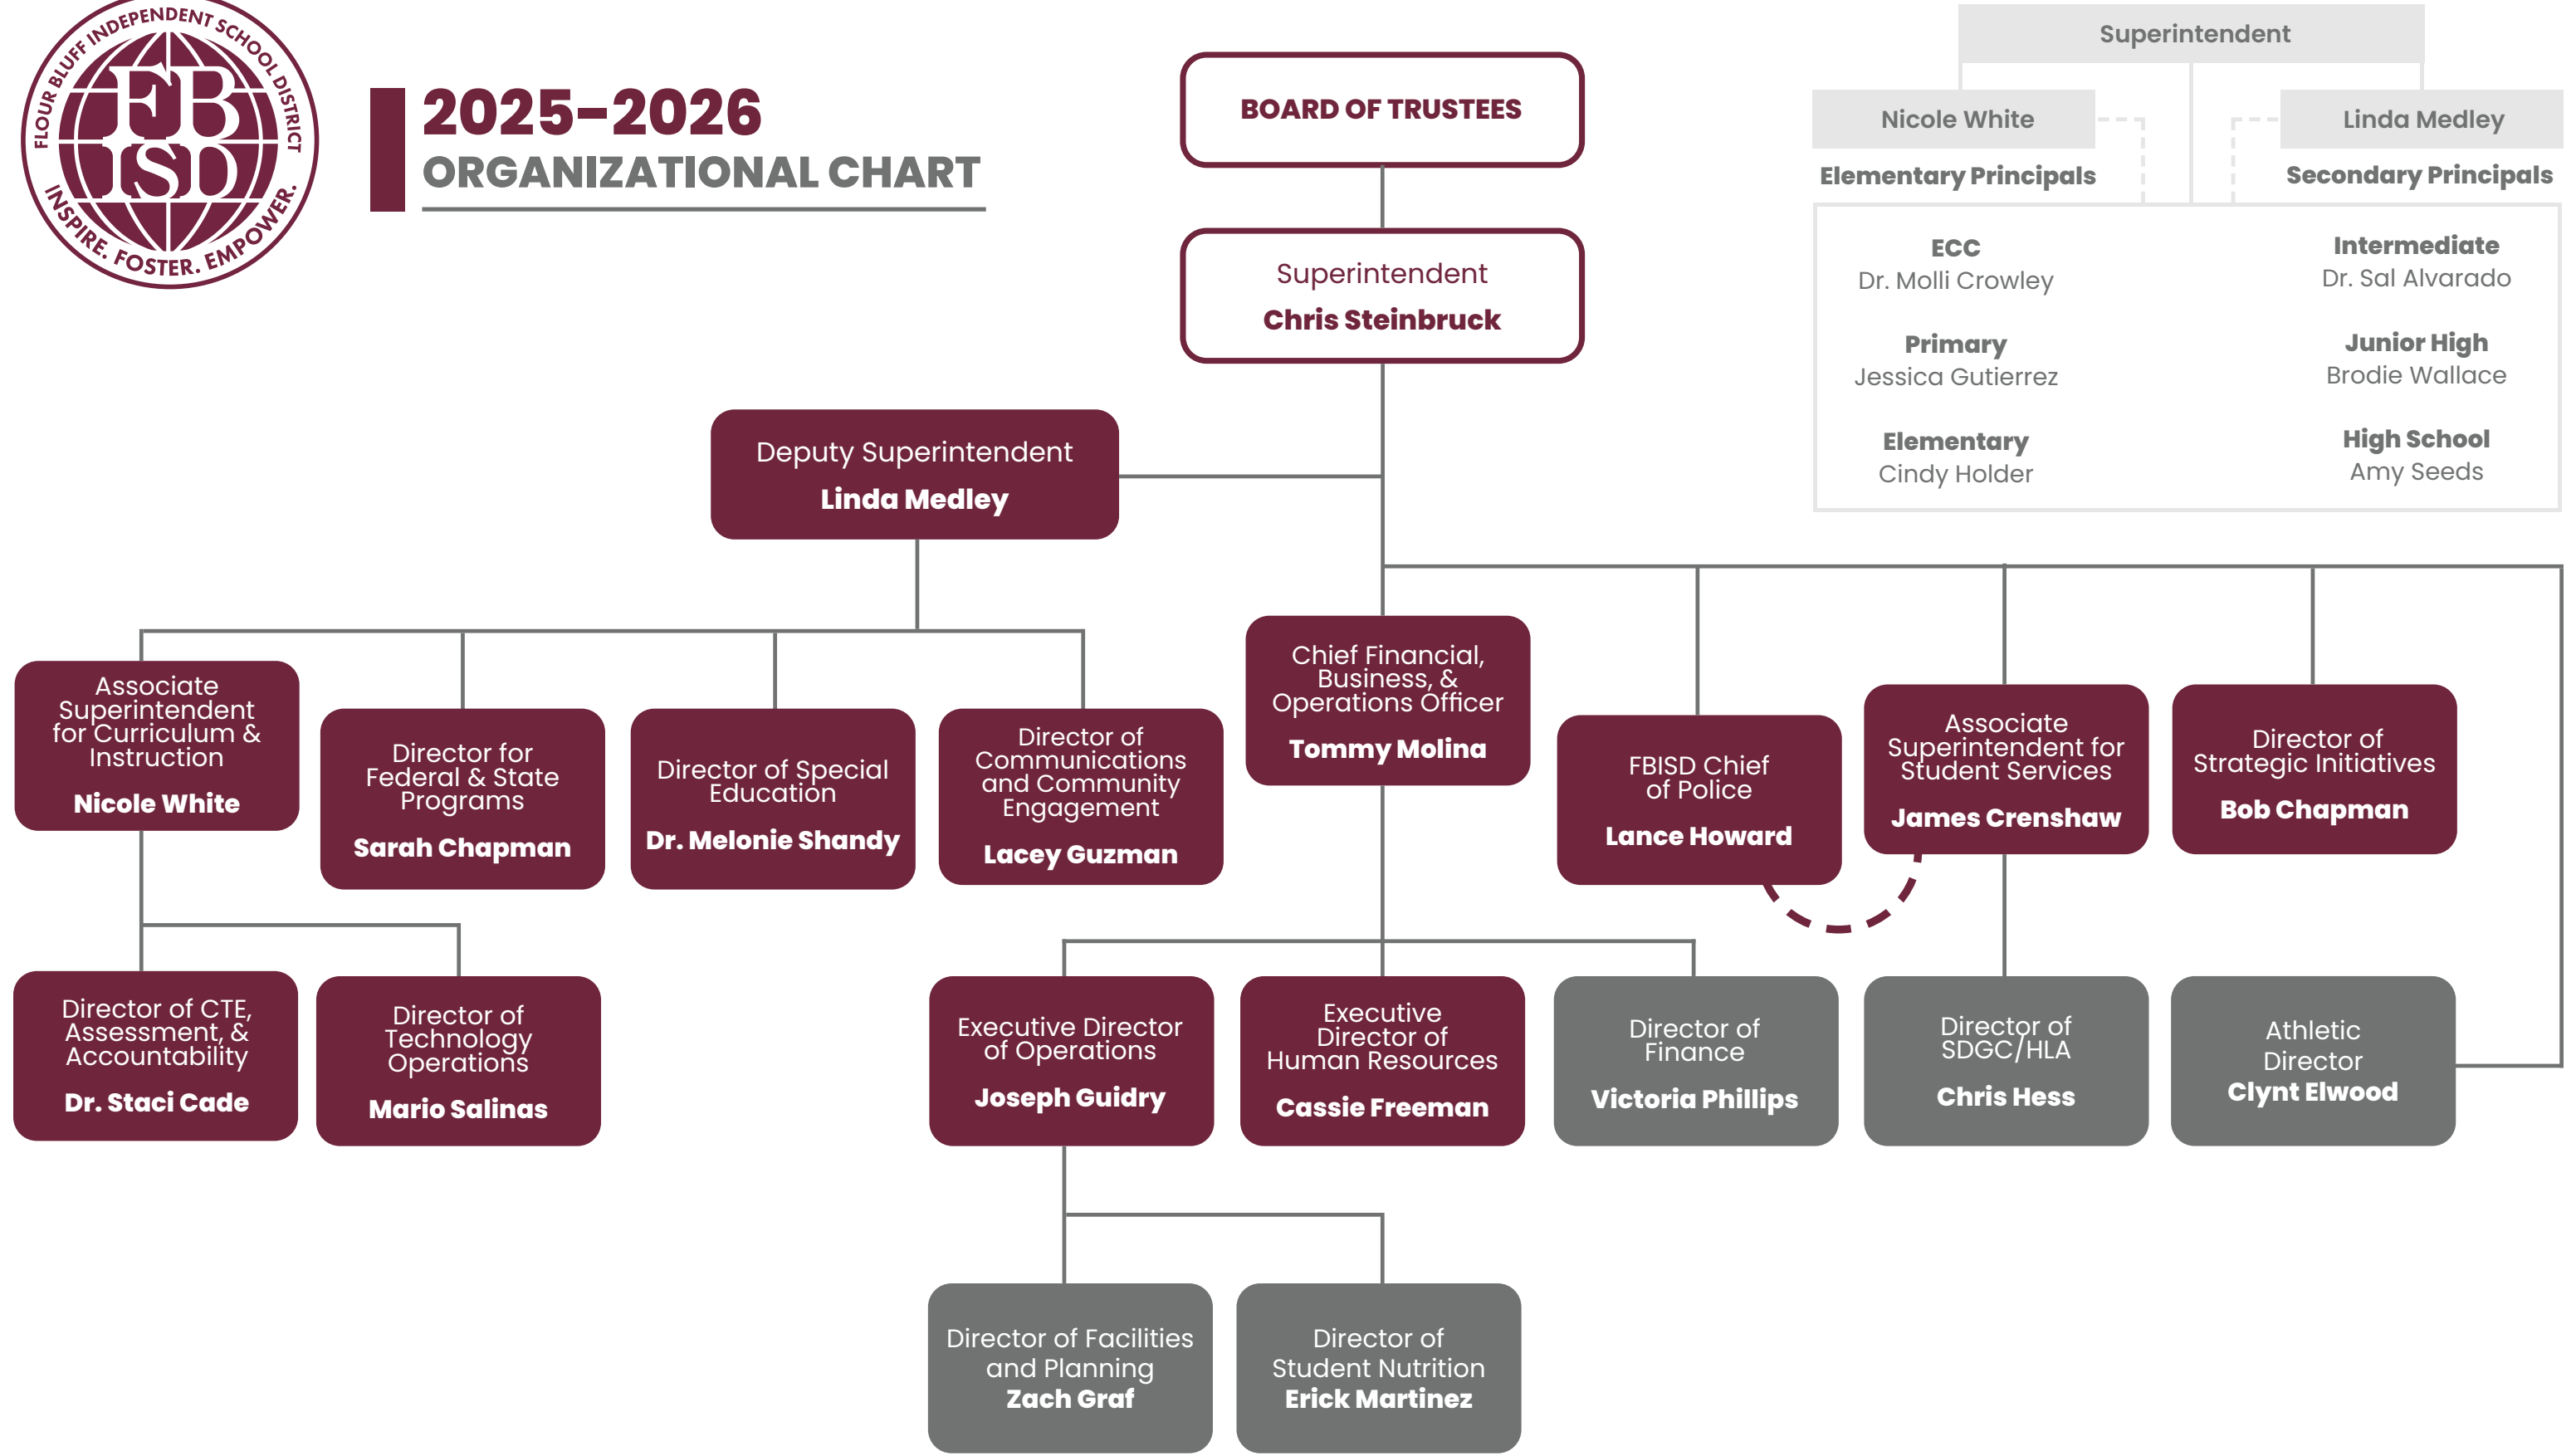 FLOUR BLUFF INDEPENDENT SCHOOL DISTRICT
FB
ISD
INSPIRE. FOSTER. EMPOWER.
2025-2026
ORGANIZATIONAL CHART
BOARD OF TRUSTEES
Superintendent
Chris Steinbruck
Superintendent
Nicole White
Linda Medley
Elementary Principals
Secondary Principals
ECC
Dr. Molli Crowley
Primary
Jessica Gutierrez
Elementary
Cindy Holder
Intermediate
Dr. Sal Alvarado
Junior High
Brodie Wallace
High School
Amy Seeds
Deputy Superintendent
Linda Medley
Associate
Superintendent
for Curriculum &
Instruction
Nicole White
Director for
Federal & State
Programs
Sarah Chapman
Director of Special
Education
Dr. Melonie Shandy
Director of
Communications
and Community
Engagement
Lacey Guzman
Chief Financial,
Business, &
Operations Officer
Tommy Molina
FBISD Chief
of Police
Lance Howard
Associate
Superintendent for
Student Services
James Crenshaw
Director of
Strategic Initiatives
Bob Chapman
Director of CTE,
Assessment, &
Accountability
Dr. Staci Cade
Director of
Technology
Operations
Mario Salinas
Executive Director
of Operations
Joseph Guidry
Executive
Director of
Human Resources
Cassie Freeman
Director of
Finance
Victoria Phillips
Director of
SDGC/HLA
Chris Hess
Athletic
Director
Clynt Elwood
Director of Facilities
and Planning
Zach Graf
Director of
Student Nutrition
Erick Martinez